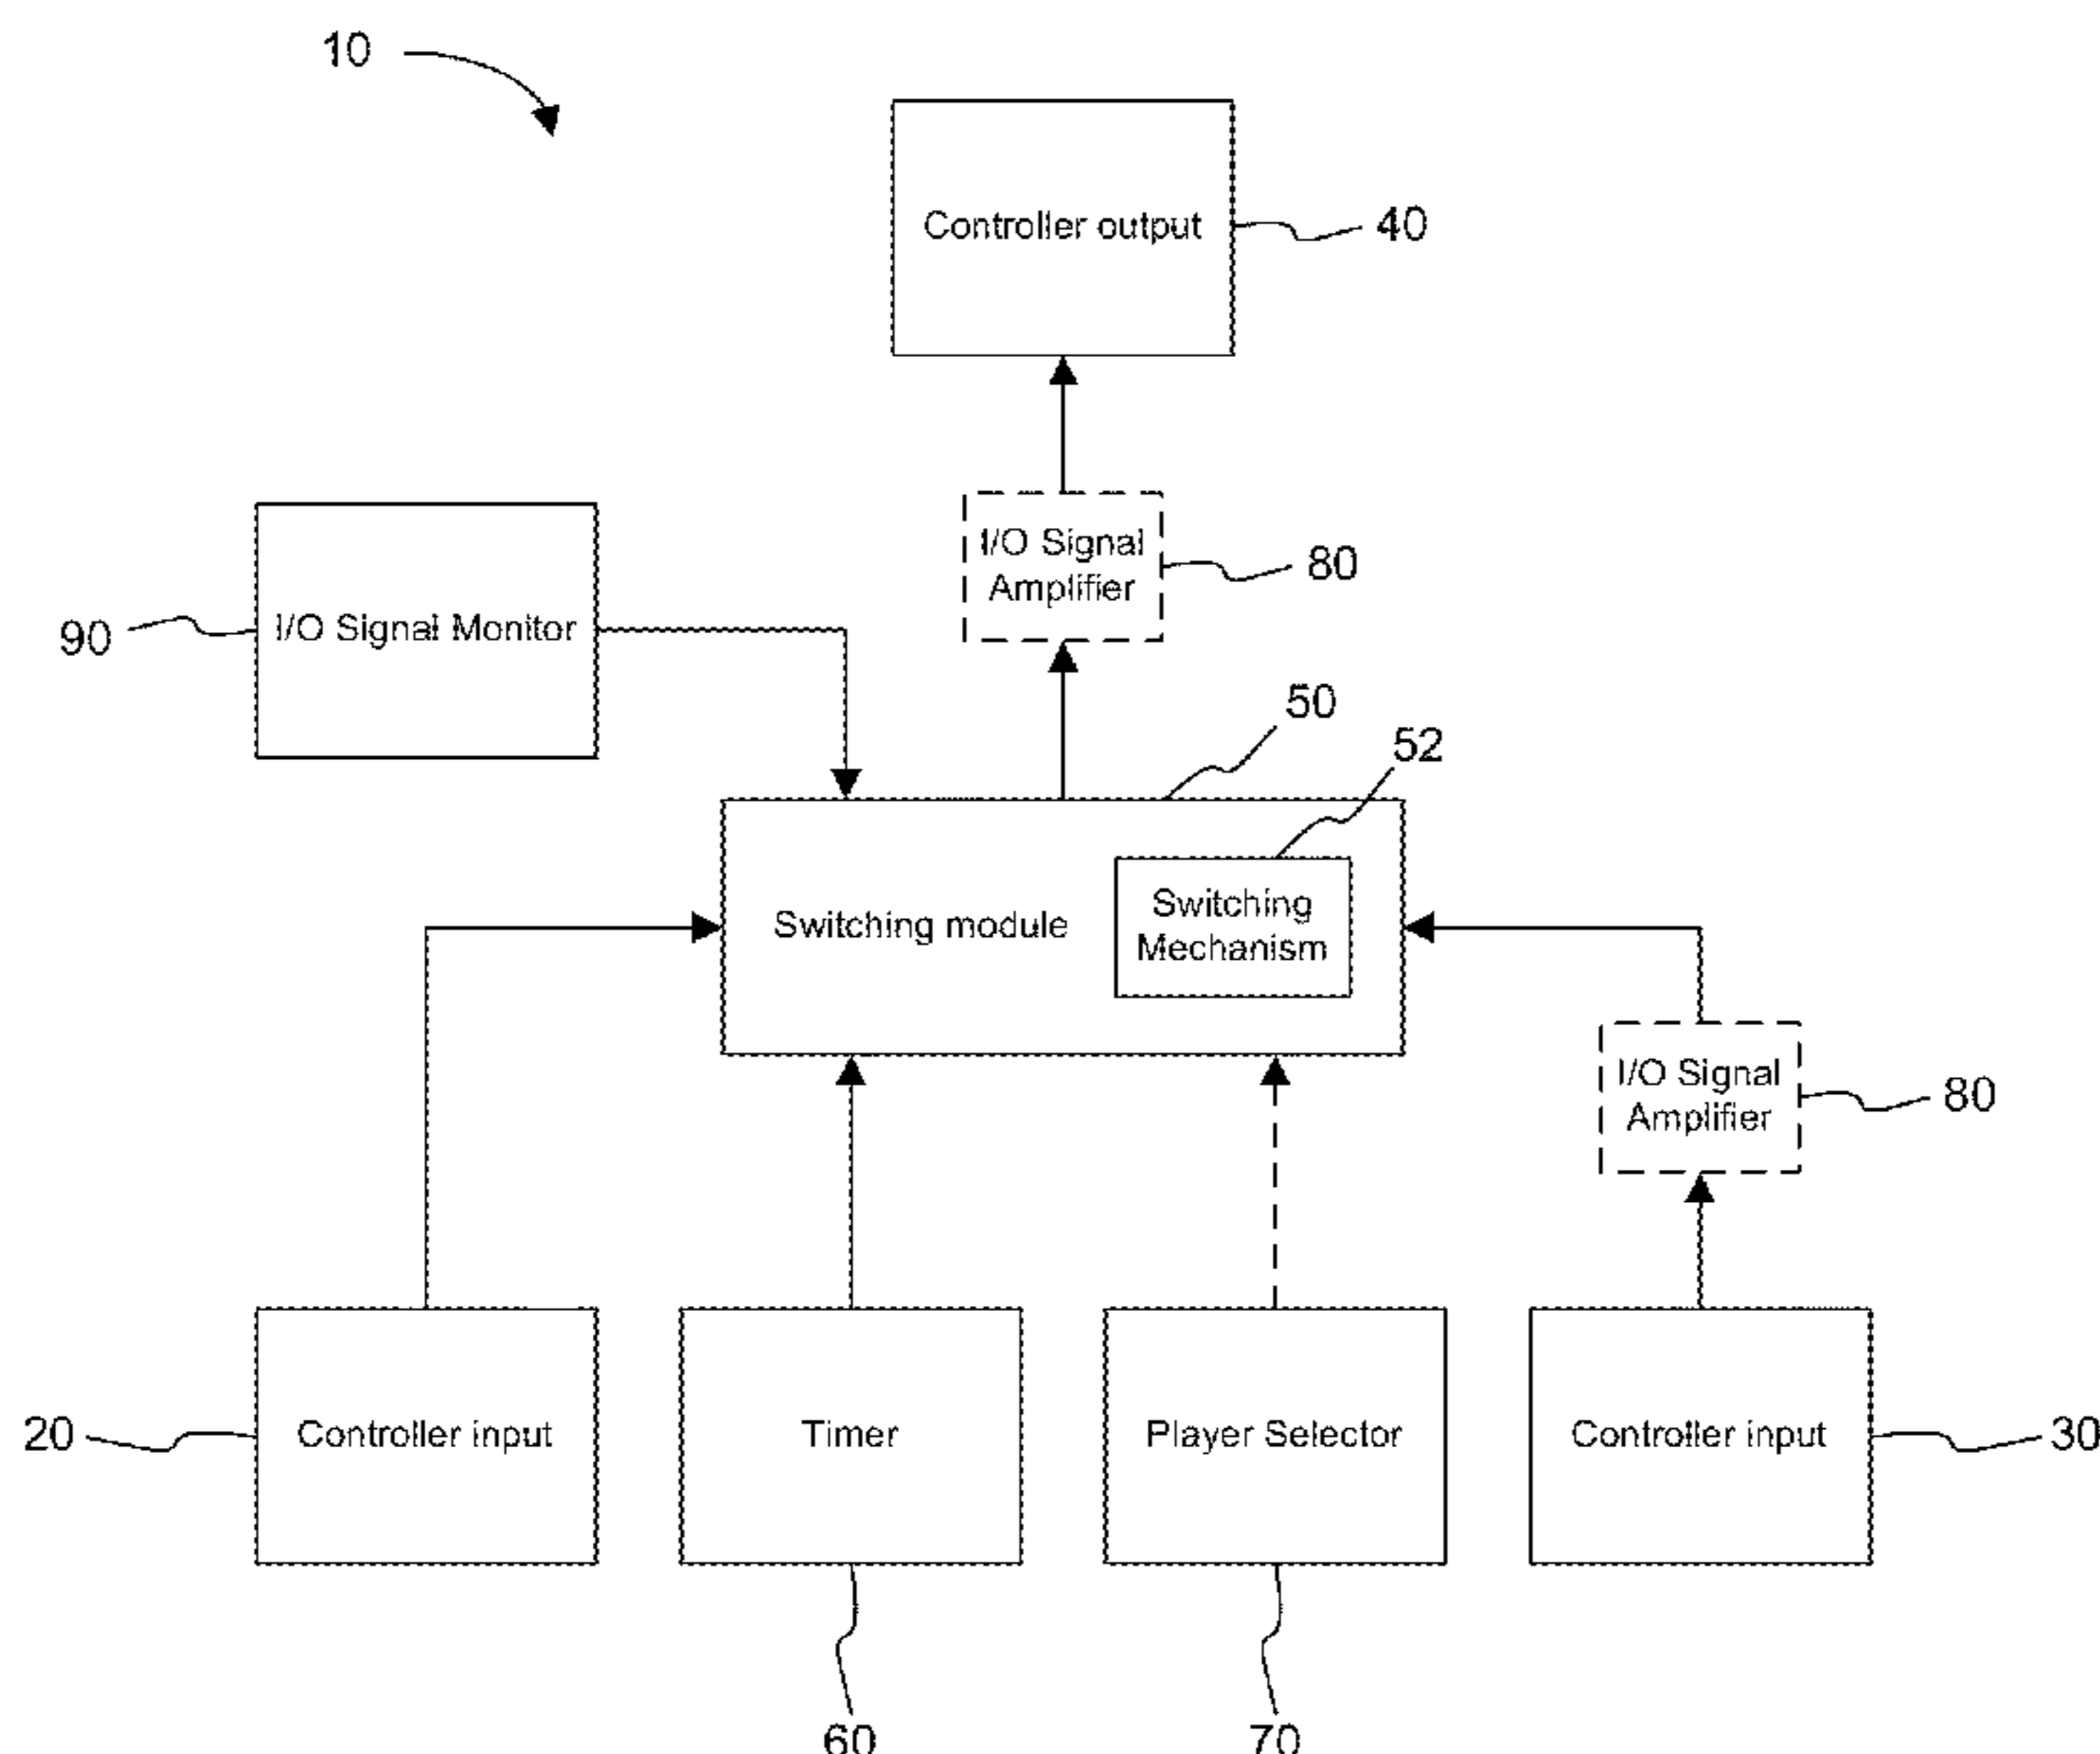 10
Controller output
40
I/O Signal
Amplifier
80
90
I/O Signal Monitor
50
52
Switching module
Switching
Mechanism
I/O Signal
Amplifier
80
20
Controller input
Timer
Player Selector
Controller input
30
60
70